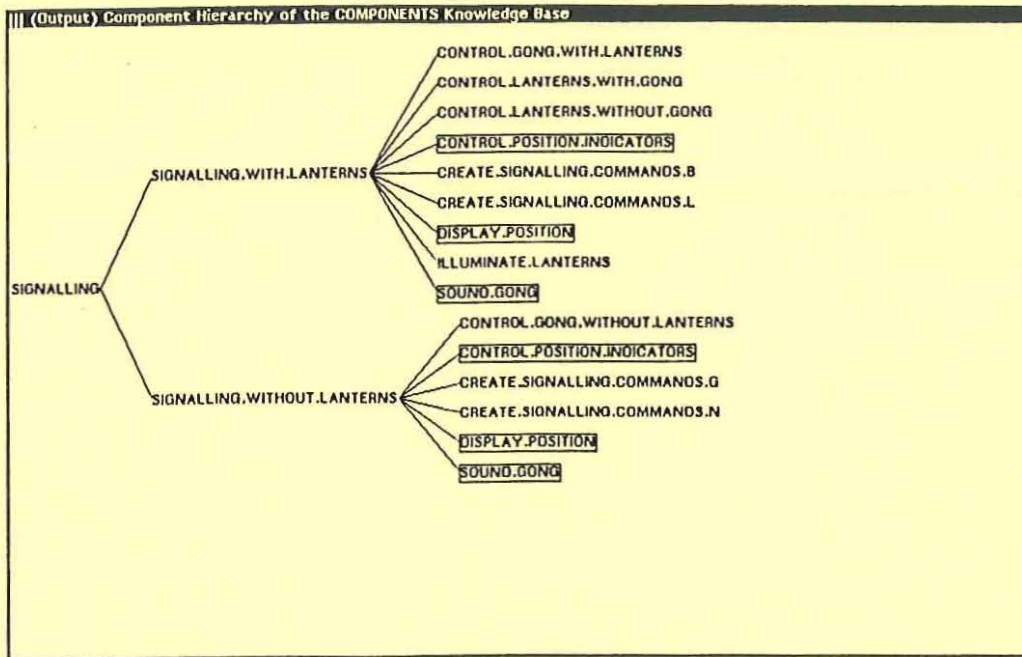 (Output) Component Hierarchy of the COMPONENTS Knowledge Base
CONTROL.GONG.WITH.LANTERNS
CONTROL.LANTERNS.WITH.GONG
CONTROL.LANTERNS.WITHOUT.GONG
CONTROL.POSITION.INDICATORS
SIGNALLING.WITH.LANTERNS
CREATE.SIGNALLING.COMMANDS.B
CREATE.SIGNALLING.COMMANDS.L
DISPLAY.POSITION
ILLUMINATE.LANTERNS
SIGNALLING
SOUND.GONG
CONTROL.GONG.WITHOUT.LANTERNS
CONTROL.POSITION.INDICATORS
CREATE.SIGNALLING.COMMANDS.G
SIGNALLING.WITHOUT.LANTERNS
CREATE.SIGNALLING.COMMANDS.N
DISPLAY.POSITION
SOUND.GONG